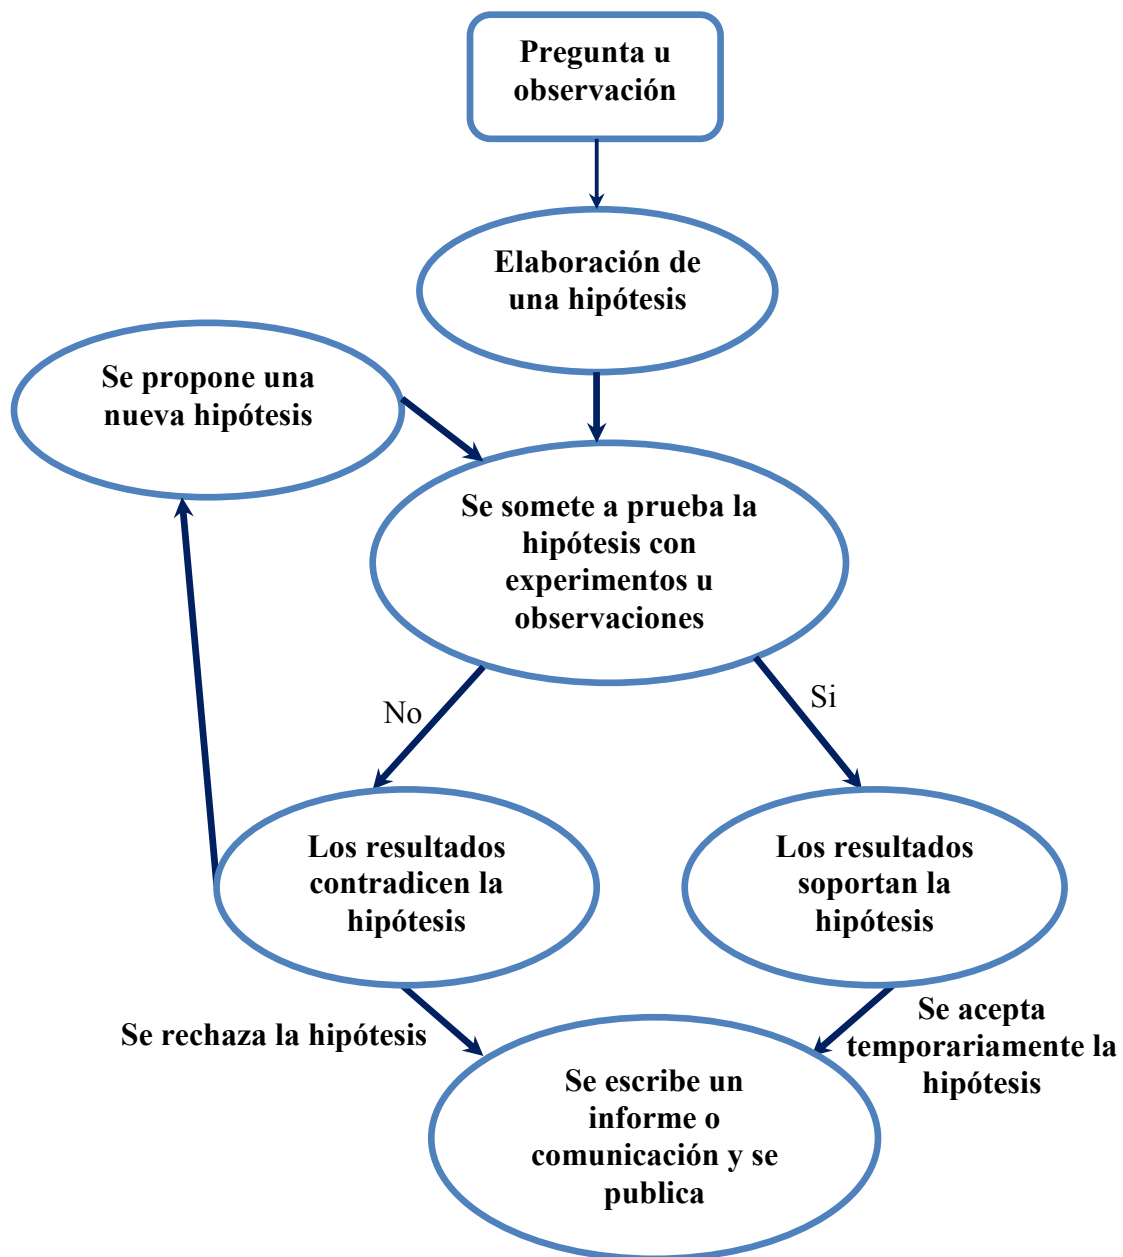 Pregunta u
observación
Elaboración de
una hipótesis
Se propone una
nueva hipótesis
Se somete a prueba la
hipótesis con
experimentos u
observaciones
No
Si
Los resultados
contradicen la
hipótesis
Los resultados
soportan la
hipótesis
Se rechaza la hipótesis
Se acepta
temporariamente la
hipótesis
Se escribe un
informe o
comunicación y se
publica